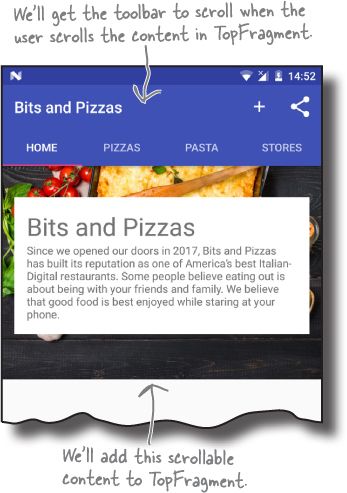 We'll get the toolbar to scroll when the
user scrolls the content in TopFragment.
N 14:52
Bits and Pizzas +
HOME PIZZAS PASTA STORES
Bits and Pizzas
Since we opened our doors in 2017, Bits and Pizzas
has built its reputation as one of America's best Italian-
Digital restaurants. Some people believe eating out is
about being with your friends and family. We believe
that good food is best enjoyed while staring at your
phone.
We'll add this scrollable
content to TopFragment.